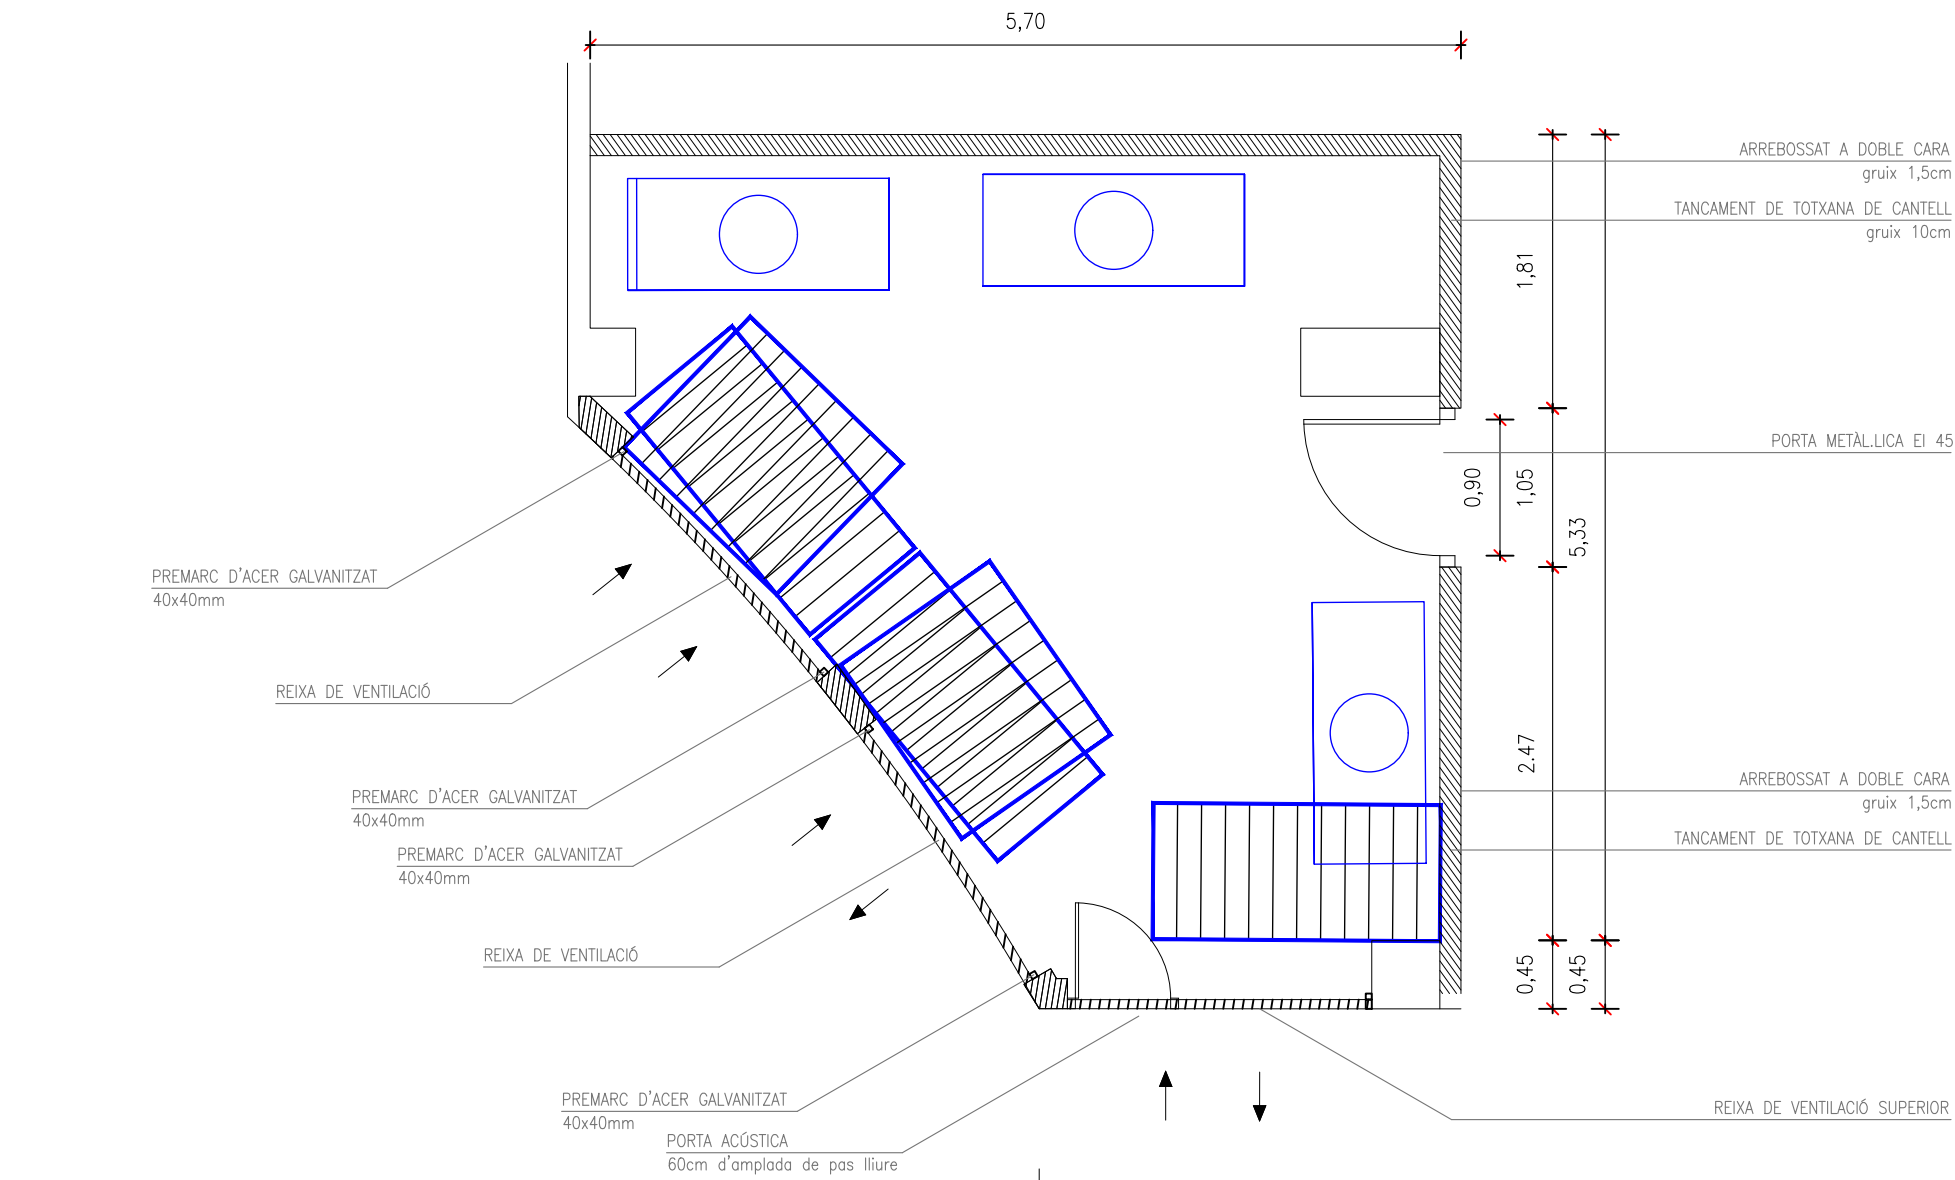 5,70
ARREBOSSAT A DOBLE CARA
gruix 1,5cm
TANCAMENT DE TOTXANA DE CANTELL
gruix 10cm
1,81
PORTA METÀL.LICA EI 45
0,90
1,05
5,33
PREMARC D'ACER GALVANITZAT
40x40mm
REIXA DE VENTILACIÓ
2.47
ARREBOSSAT A DOBLE CARA
gruix 1,5cm
PREMARC D'ACER GALVANITZAT
40x40mm
TANCAMENT DE TOTXANA DE CANTELL
PREMARC D'ACER GALVANITZAT
40x40mm
REIXA DE VENTILACIÓ
0,45
0,45
PREMARC D'ACER GALVANITZAT
40x40mm
REIXA DE VENTILACIÓ SUPERIOR
PORTA ACÚSTICA
60cm d'amplada de pas lliure